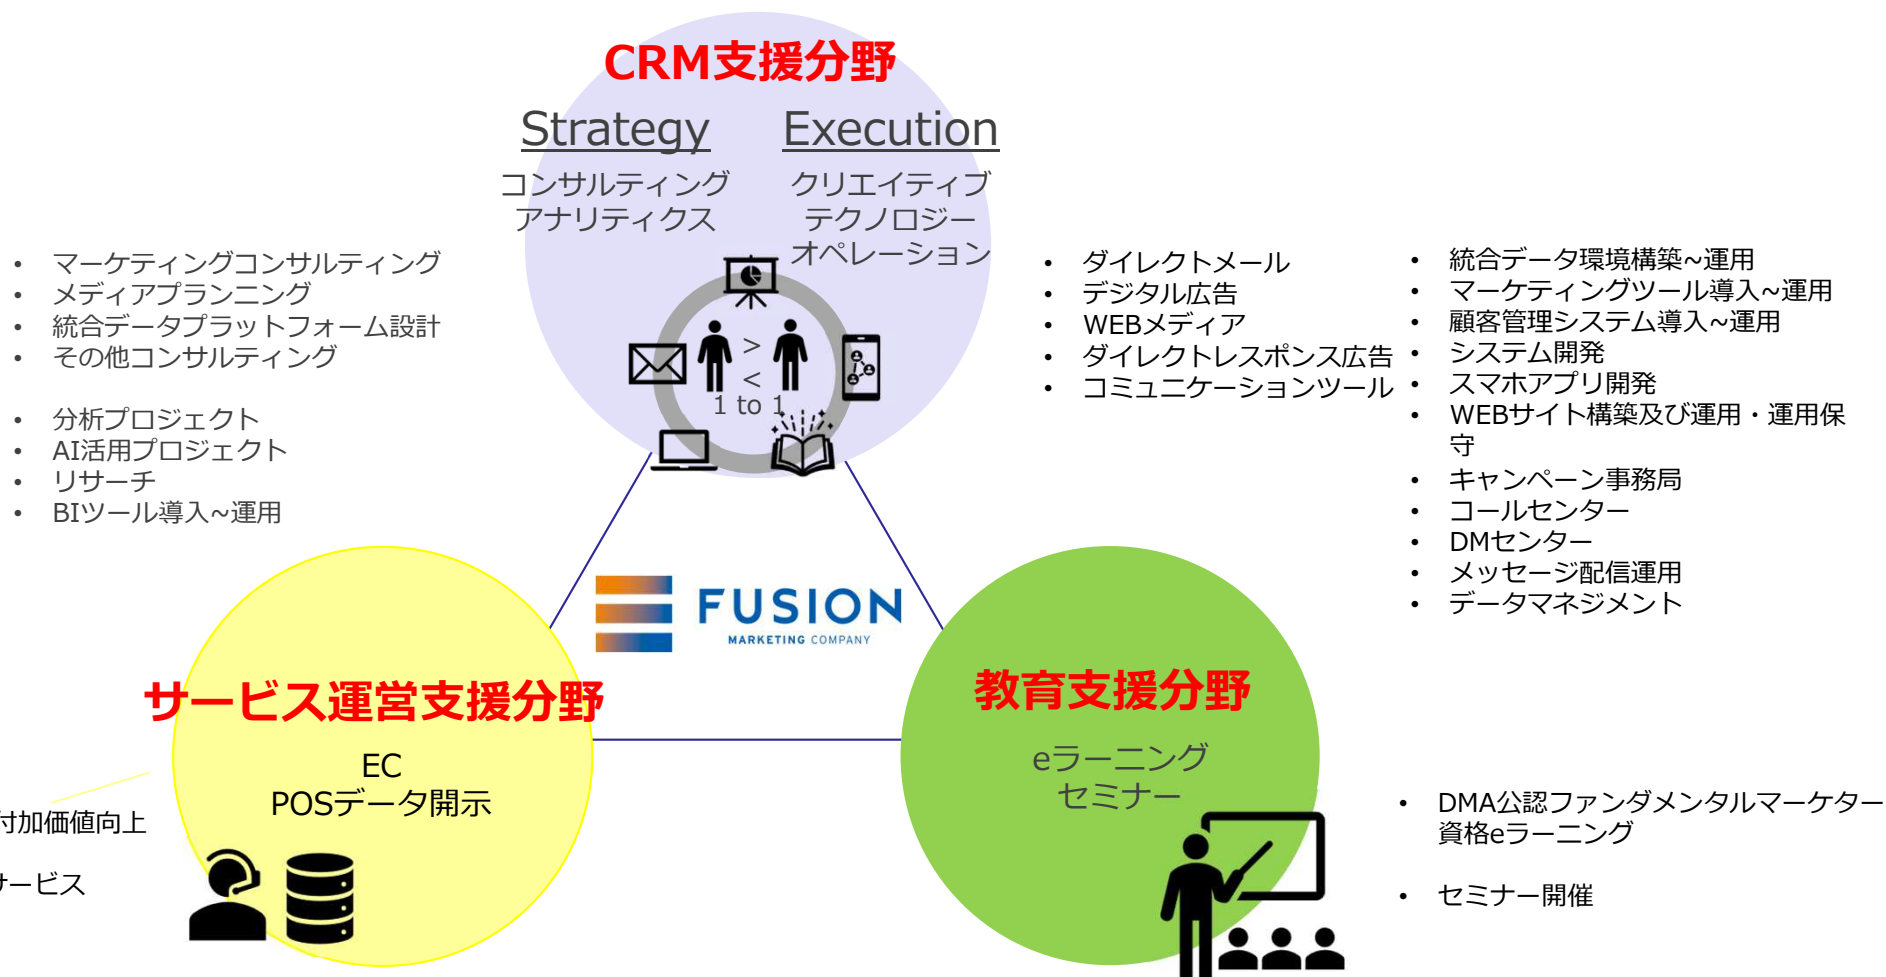 CRM支援分野
Strategy
コンサルティング
アナリティクス
Execution
クリエイティブ
テクノロジー
オペレーション
>
<
1 to 1
• マーケティングコンサルティング
• メディアプランニング
• 統合データプラットフォーム設計
• その他コンサルティング
• 分析プロジェクト
• AI活用プロジェクト
• リサーチ
• BIツール導入~運用
• ダイレクトメール
• デジタル広告
• WEBメディア
• ダイレクトレスポンス広告
• コミュニケーションツール
• 統合データ環境構築~運用
• マーケティングツール導入~運用
• 顧客管理システム導入~運用
• システム開発
• スマホアプリ開発
• WEBサイト構築及び運用・運用保
守
• キャンペーン事務局
• コールセンター
• DMセンター
• メッセージ配信運用
• データマネジメント
FUSION
MARKETING COMPANY
サービス運営支援分野
EC
POSデータ開示
付加価値向上
サービス
教育支援分野
eラーニング
セミナー
• DMA公認ファンダメンタルマーケター
資格eラーニング
• セミナー開催